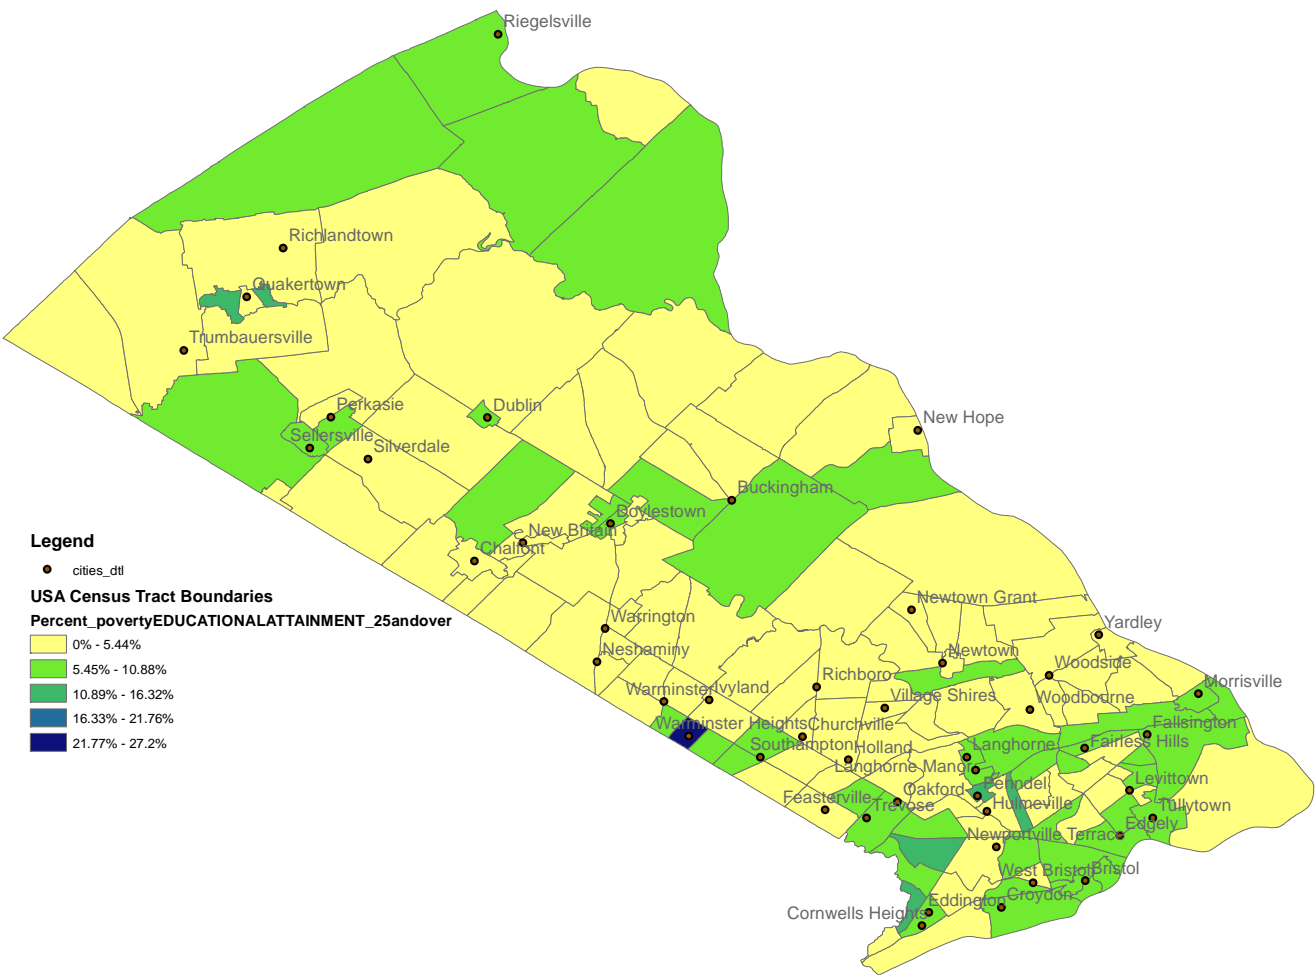 Riegelsville
Richlandtown
Quakertown
Trumbauersville
Perkasie
Dublin
New Hope
Sellersville
Silverdale
Buckingham
Doylestown
New Britain
Chalfont
Legend
cities_dtl
USA Census Tract Boundaries
Percent_povertyEDUCATIONALATTAINMENT_25andover
0% - 5.44%
5.45% - 10.88%
10.89% - 16.32%
16.33% - 21.76%
21.77% - 27.2%
Newtown Grant
Warrington
Yardley
Neshaminy
Newtown
Woodside
Richboro
Morrisville
Warminster
Ivyland
Village Shires
Woodbourne
Warminster Heights
Churchville
Fallsington
Southampton
Holland
Langhorne
Fairless Hills
Langhorne Manor
Penndel
Levittown
Feasterville
Oakford
Trevose
Hulmeville
Tullytown
Newportville Terrace
Edgely
West Bristol
Bristol
Croydon
Eddington
Cornwells Heights